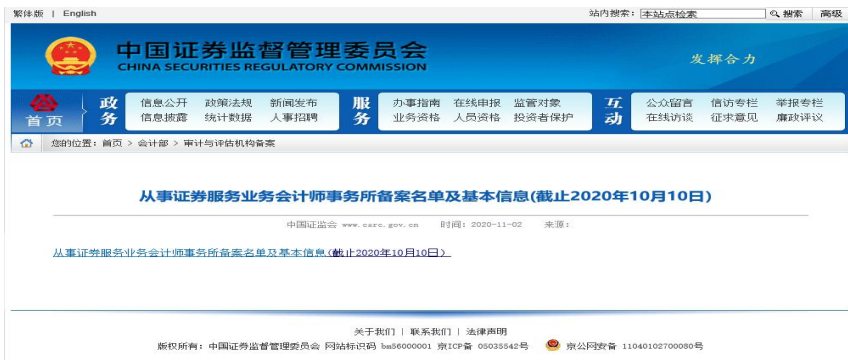 繁体版 | English 站内搜索: 本站点检索 搜索 高级
中国证券监督管理委员会
CHINA SECURITIES REGULATORY COMMISSION
发挥合力
首页
政务
信息公开 政策法规 新闻发布
信息披露 统计数据 人事招聘
服务
办事指南 在线申报 监管对象
业务资格 人员资格 投资者保护
互动
公众留言 信访专栏 举报专栏
在线访谈 征求意见 廉政评议
您的位置: 首页 > 会计部 > 审计与评估机构备案
从事证券服务业务会计师事务所备案名单及基本信息(截止2020年10月10日)
中国证监会 www.csrc.gov.cn 时间: 2020-11-02 来源:
从事证券服务业务会计师事务所备案名单及基本信息(截止2020年10月10日)
关于我们 | 联系我们 | 法律声明
版权所有: 中国证券监督管理委员会 网站标识码 bm56000001 京ICP备 05035542号 京公网安备 11040102700080号